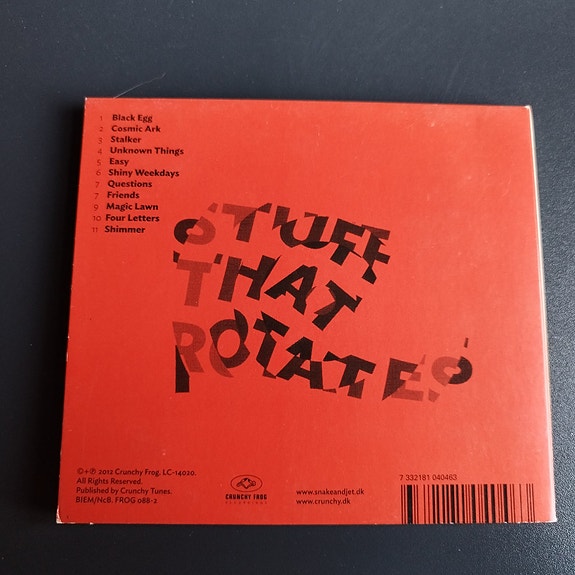 1 Black Egg
2 Cosmic Ark
3 Stalker
4 Unknown Things
5 Easy
6 Shiny Weekdays
7 Questions
7 Friends
9 Magic Lawn
10 Four Letters
11 Shimmer
STUFF
THAT
ROTATES
©+℗ 2012 Crunchy Frog. LC-14020.
All Rights Reserved.
Published by Crunchy Tunes.
BIEM/NcB. FROG 088-2
CRUNCHY FROG
RECORDINGS
www.snakeandjet.dk
www.crunchy.dk
7 332181 040463